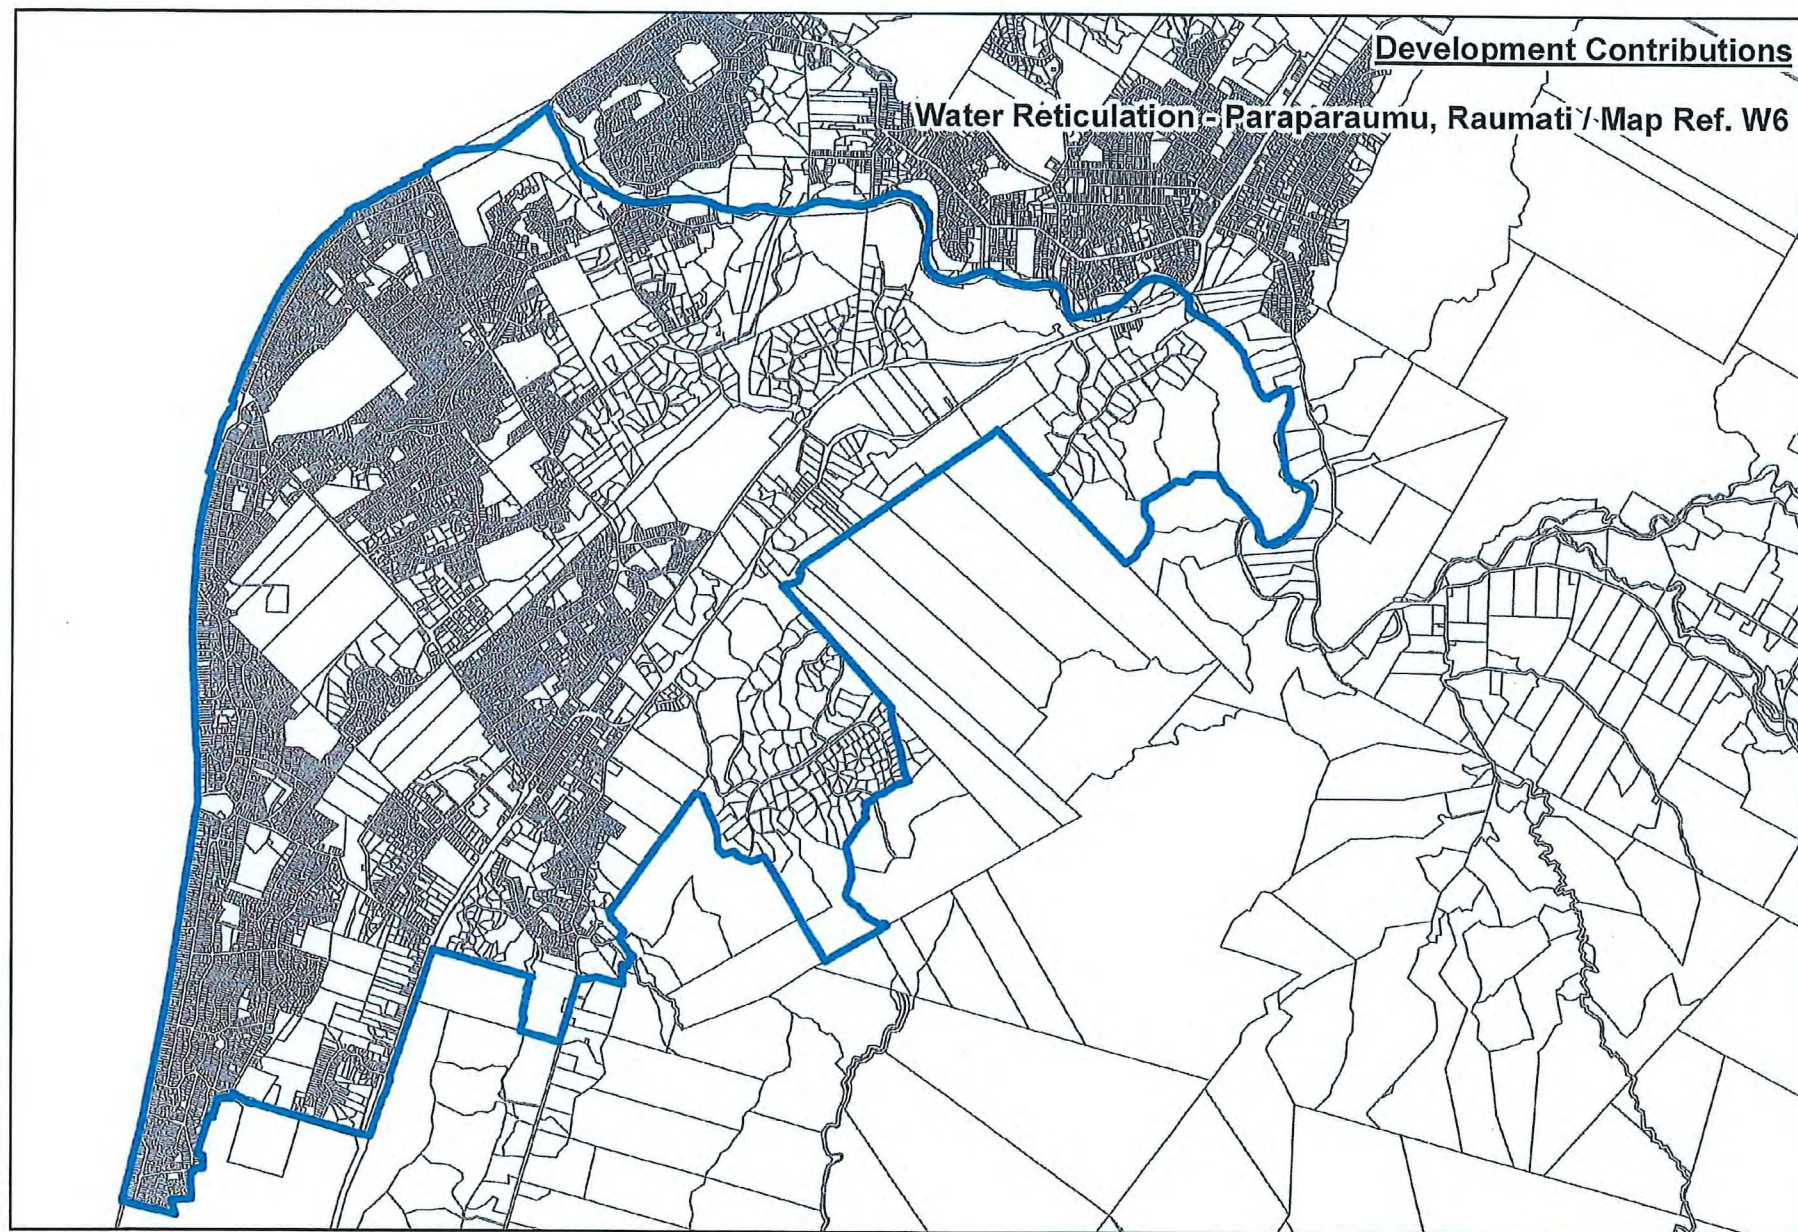 Development Contributions
Water Reticulation - Paraparaumu, Raumati / Map Ref. W6